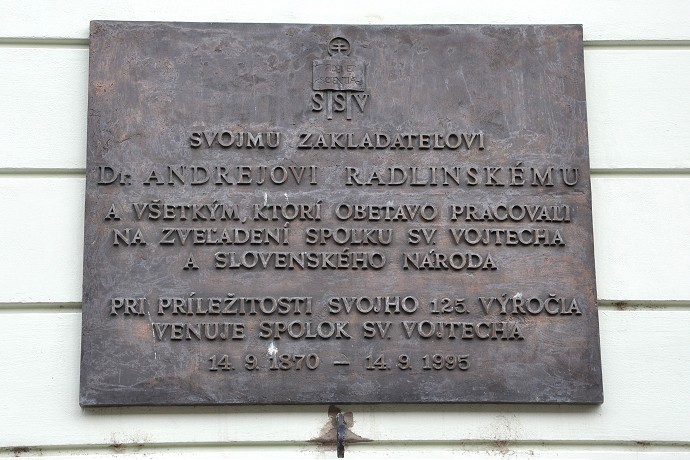 SSV
SVOJMU ZAKLADATEĽOVI
Dr. ANDREJOVI RADLINSKÉMU
A VŠETKÝM, KTORÍ OBETAVO PRACOVALI
NA ZVEĽADENÍ SPOLKU SV. VOJTECHA
A SLOVENSKÉHO NÁRODA
PRI PRÍLEŽITOSTI SVOJHO 125. VÝROČIA
VENUJE SPOLOK SV. VOJTECHA
14. 9. 1870 — 14. 9. 1995